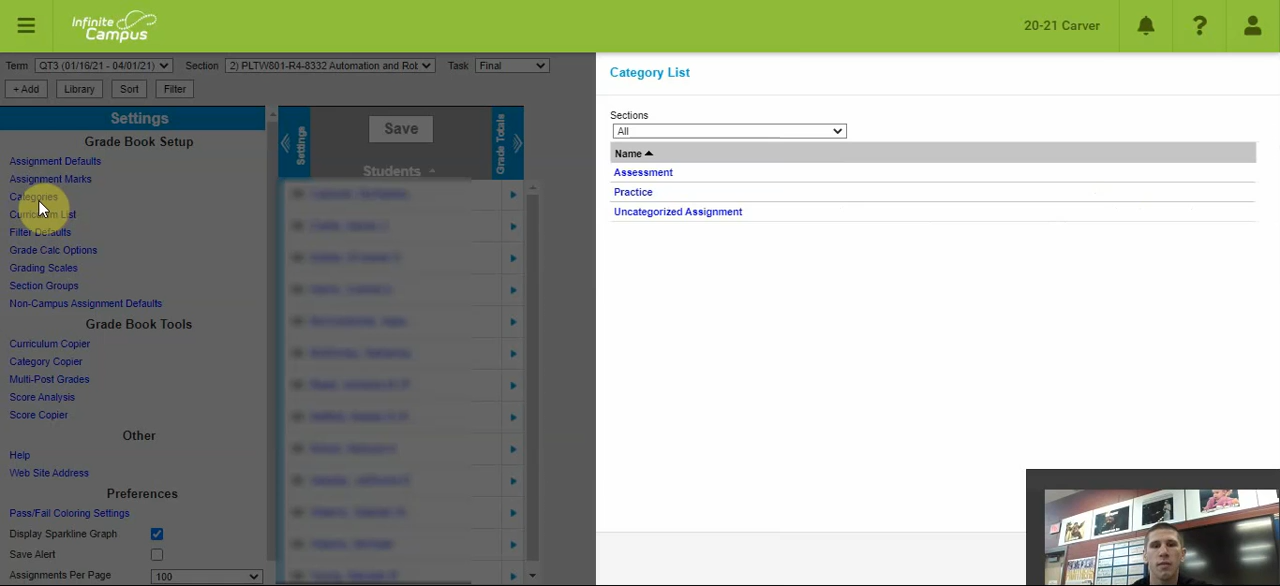 Infinite Campus
20-21 Carver
Term QT3 (01/16/21 - 04/01/21) Section 2) PLTW801-R4-8332 Automation and Rob Task Final
+ Add Library Sort Filter
Settings
Grade Book Setup
Assignment Defaults
Assignment Marks
Categories
Curriculum List
Filter Defaults
Grade Calc Options
Grading Scales
Section Groups
Non-Campus Assignment Defaults
Grade Book Tools
Curriculum Copier
Category Copier
Multi-Post Grades
Score Analysis
Score Copier
Other
Help
Web Site Address
Preferences
Pass/Fail Coloring Settings
Display Sparkline Graph
Save Alert
Assignments Per Page 100
Settings
Save
Students
Grade Totals
Category List
Sections
All
Name
Assessment
Practice
Uncategorized Assignment